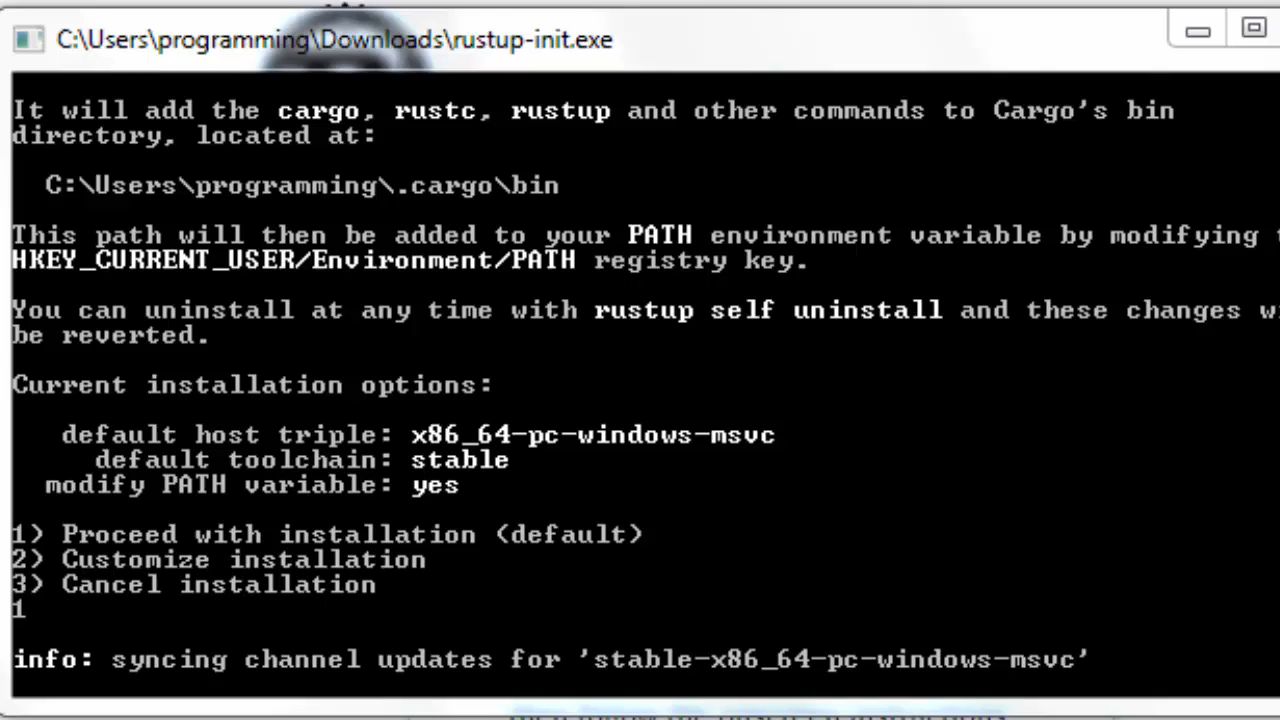 C:\Users\programming\Downloads\rustup-init.exe
It will add the cargo, rustc, rustup and other commands to Cargo's bin
directory, located at:
C:\Users\programming\.cargo\bin
This path will then be added to your PATH environment variable by modifying
HKEY_CURRENT_USER/Environment/PATH registry key.
You can uninstall at any time with rustup self uninstall and these changes
be reverted.
Current installation options:
default host triple: x86_64-pc-windows-msvc
default toolchain: stable
modify PATH variable: yes
1) Proceed with installation (default)
2) Customize installation
3) Cancel installation
1
info: syncing channel updates for 'stable-x86_64-pc-windows-msvc'